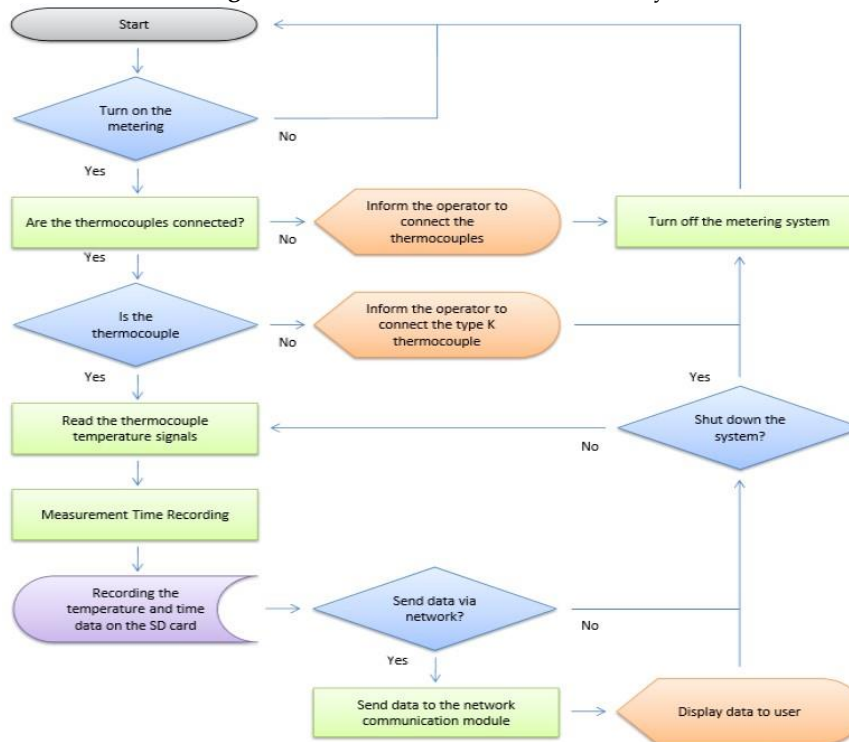 Start
Turn on the
metering
No
Yes
Are the thermocouples connected?
No
Inform the operator to
connect the
thermocouples
Turn off the metering system
Yes
Is the
thermocouple
No
Inform the operator to
connect the type K
thermocouple
Yes
Yes
Read the thermocouple
temperature signals
No
Shut down the
system?
Measurement Time Recording
Recording the
temperature and time
data on the SD card
Send data via
network?
No
Yes
Send data to the network
communication module
Display data to user